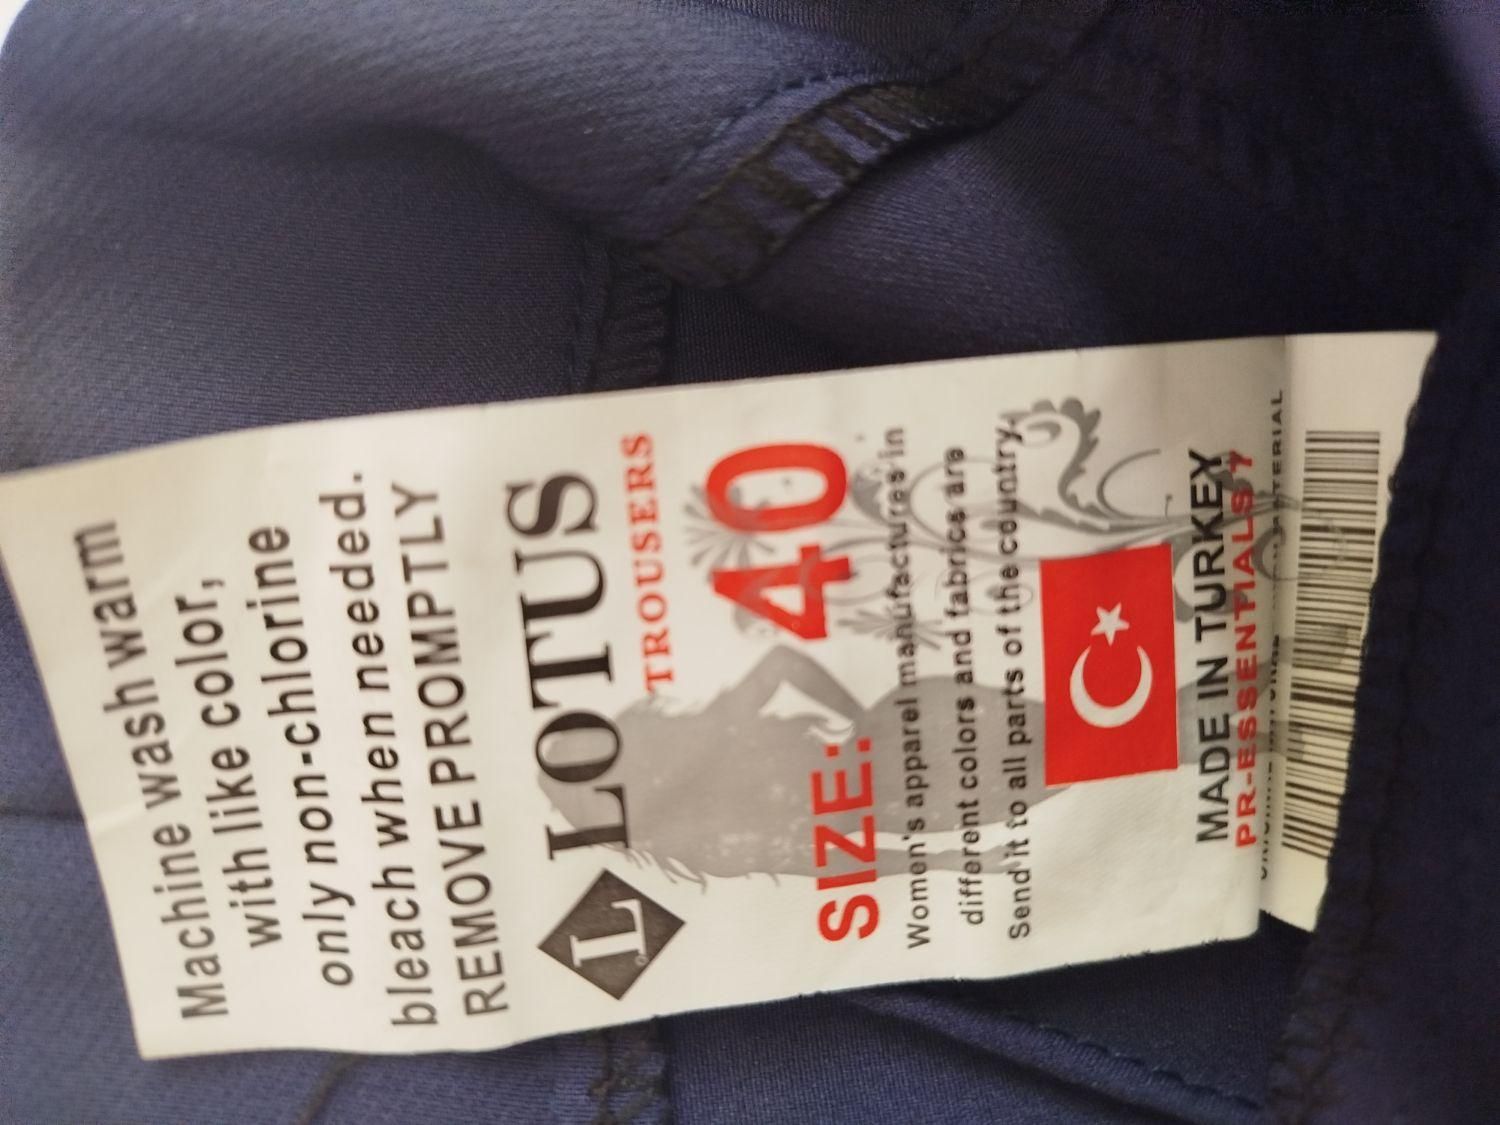 Machine wash warm
with like color,
only non-chlorine
bleach when needed.
REMOVE PROMPTLY
L LOTUS
TROUSERS
SIZE: 40
Women's apparel manufactures in
different colors and fabrics are
Send it to all parts of the country.
MADE IN TURKEY
PR-ESSENTIALS